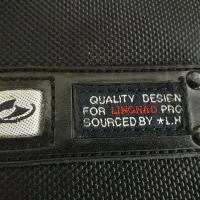 QUALITY DESIGN
FOR LINGHAO PRO
SOURCED BY ★L.H